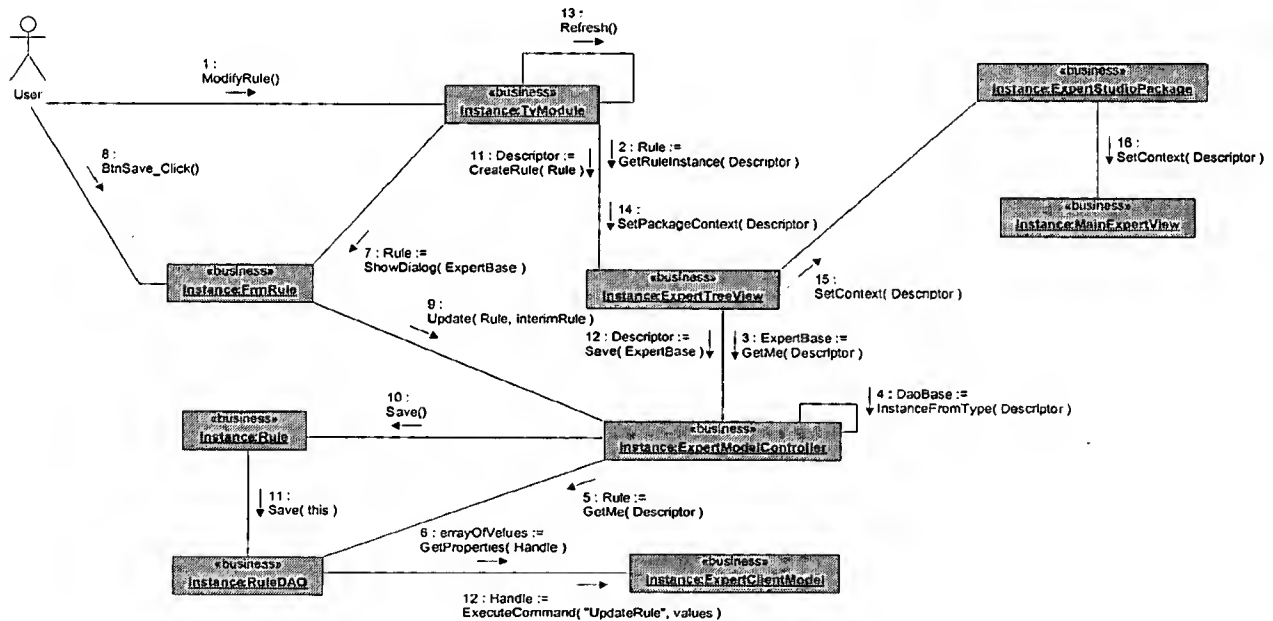 13 :
Refresh()
1 :
ModifyRule()
User
«business»
Instance:TyModule
«business»
Instance:ExpertStudioPackage
8 :
BtnSave_Click()
11 : Descriptor :=
CreateRule( Rule )
2 : Rule :=
GetRuleInstance( Descriptor )
16 :
SetContext( Descriptor )
14 :
SetPackageContext( Descriptor )
«business»
Instance:MainExpertView
7 : Rule :=
ShowDialog( ExpertBase )
«business»
Instance:FrmRule
«business»
Instance:ExpertTreeView
15 :
SetContext( Descriptor )
9 :
Update( Rule, interimRule )
12 : Descriptor :=
Save( ExpertBase )
3 : ExpertBase :=
GetMe( Descriptor )
4 : DaoBase :=
InstanceFromType( Descriptor )
10 :
Save()
«business»
Instance:Rule
«business»
Instance:ExpertModelController
11 :
Save( this )
5 : Rule :=
GetMe( Descriptor )
6 : arrayOfValues :=
GetProperties( Handle )
«business»
Instance:RuleDAO
«business»
Instance:ExpertClientModel
12 : Handle :=
ExecuteCommand( "UpdateRule", values )